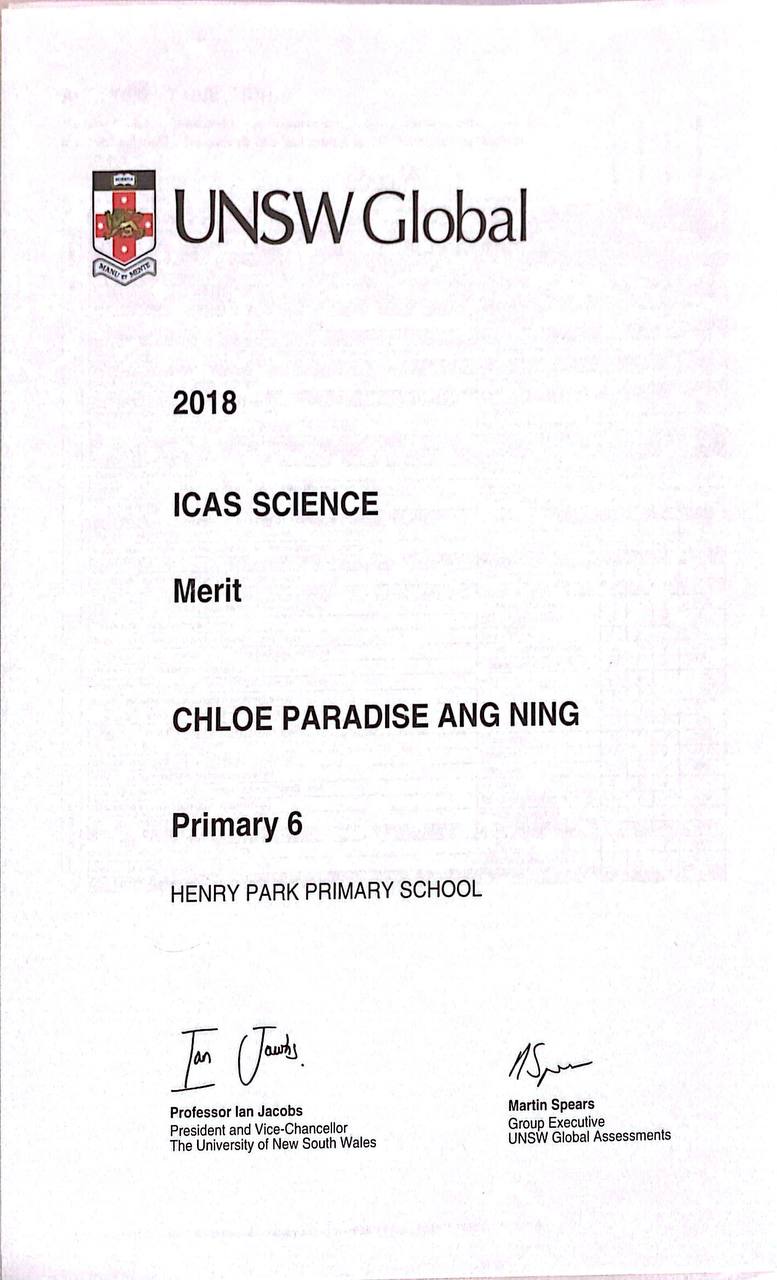 SCIENTIA
MANU ET MENTE
UNSW Global
2018
ICAS SCIENCE
Merit
CHLOE PARADISE ANG NING
Primary 6
HENRY PARK PRIMARY SCHOOL
Ian Jacobs
Professor Ian Jacobs
President and Vice-Chancellor
The University of New South Wales
MSpears
Martin Spears
Group Executive
UNSW Global Assessments